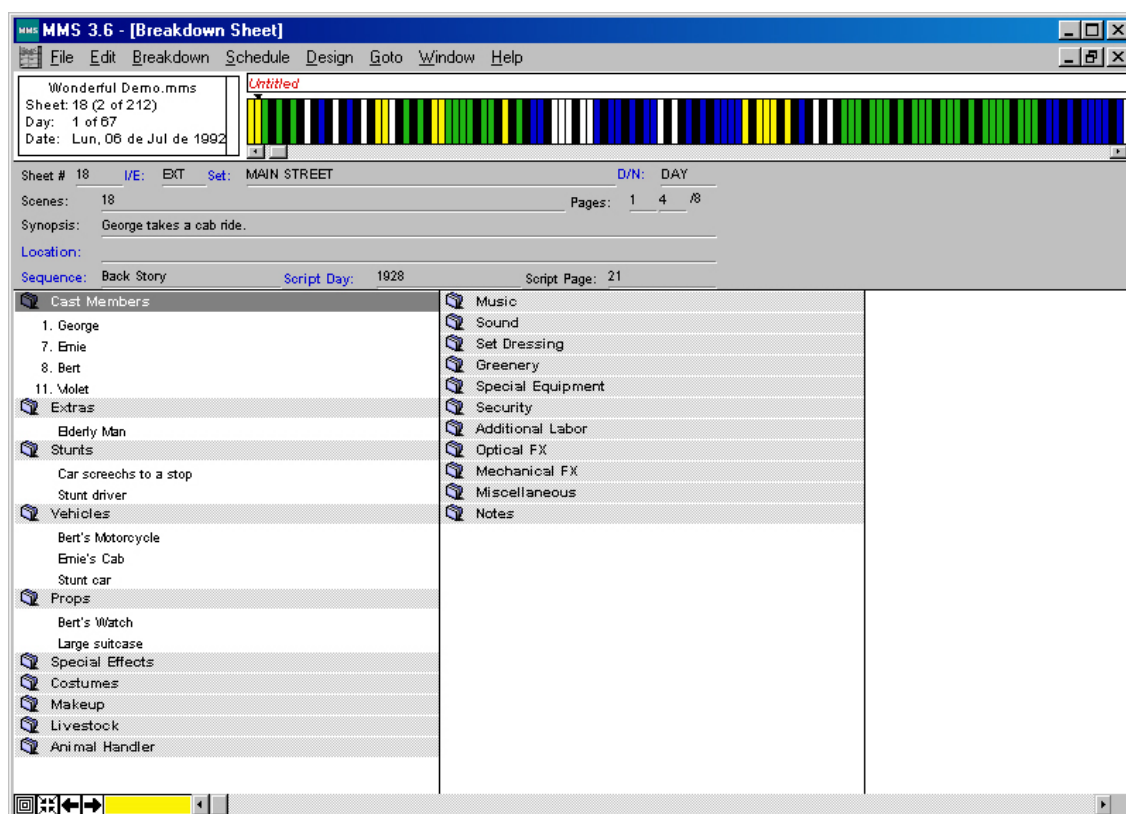 MMS MMS 3.6 - [Breakdown Sheet]
File Edit Breakdown Schedule Design Goto Window Help
Wonderful Demo.mms
Sheet: 18 (2 of 212)
Day: 1 of 67
Date: Lun, 06 de Jul de 1992
Untitled
Sheet # 18 I/E: EXT Set: MAIN STREET D/N: DAY
Scenes: 18 Pages: 1 4 /8
Synopsis: George takes a cab ride.
Location:
Sequence: Back Story Script Day: 1928 Script Page: 21
Cast Members
1. George
7. Ernie
8. Bert
11. Violet
Extras
Elderly Man
Stunts
Car screechs to a stop
Stunt driver
Vehicles
Bert's Motorcycle
Ernie's Cab
Stunt car
Props
Bert's Watch
Large suitcase
Special Effects
Costumes
Makeup
Livestock
Animal Handler
Music
Sound
Set Dressing
Greenery
Special Equipment
Security
Additional Labor
Optical FX
Mechanical FX
Miscellaneous
Notes